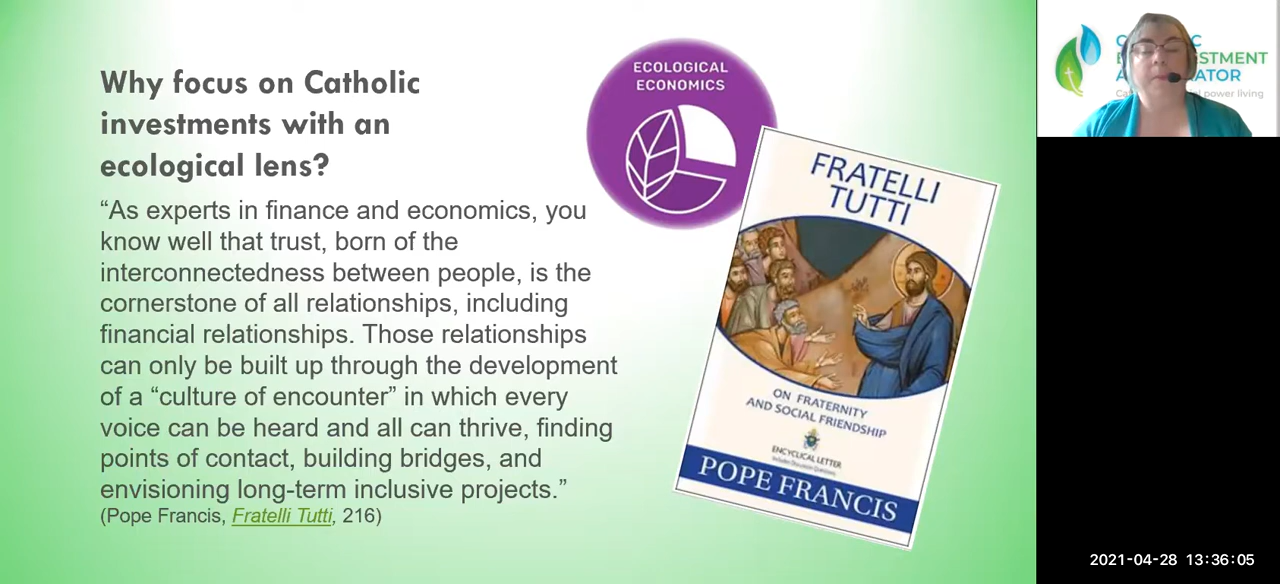 Why focus on Catholic
investments with an
ecological lens?
“As experts in finance and economics, you
know well that trust, born of the
interconnectedness between people, is the
cornerstone of all relationships, including
financial relationships. Those relationships
can only be built up through the development
of a “culture of encounter” in which every
voice can be heard and all can thrive, finding
points of contact, building bridges, and
envisioning long-term inclusive projects.”
(Pope Francis, Fratelli Tutti, 216)
ECOLOGICAL
ECONOMICS
FRATELLI
TUTTI
ON FRATERNITY
AND SOCIAL FRIENDSHIP
ENCYCLICAL LETTER
Includes Discussion Questions
POPE FRANCIS
power living
2021-04-28 13:36:05